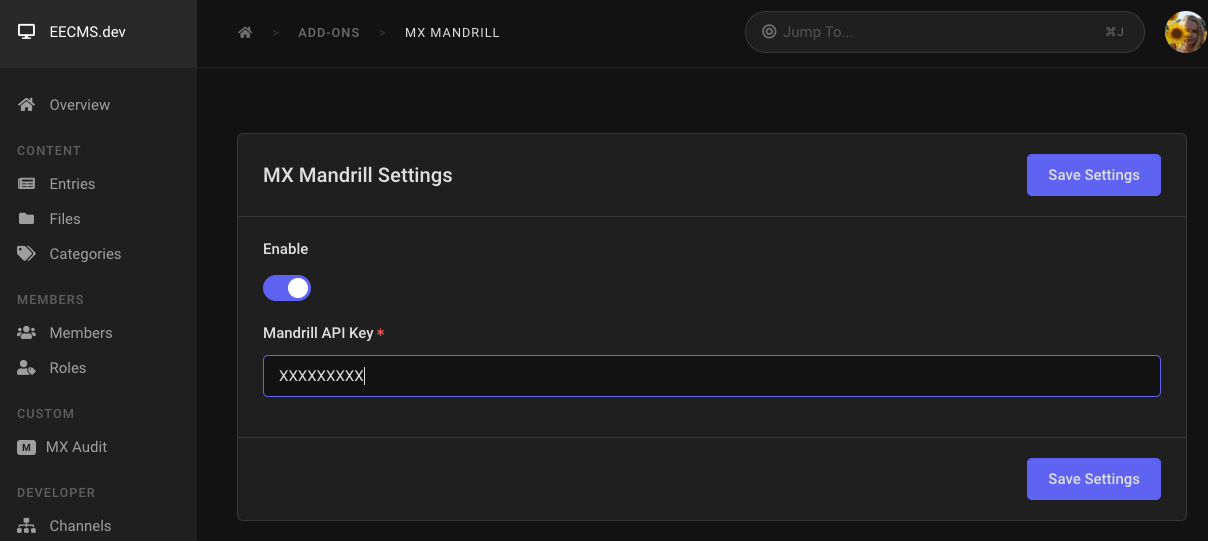 EECMS.dev
> ADD-ONS > MX MANDRILL
Jump To... ⌘J
Overview
CONTENT
Entries
Files
Categories
MEMBERS
Members
Roles
CUSTOM
M MX Audit
DEVELOPER
Channels
MX Mandrill Settings
Save Settings
Enable
Mandrill API Key *
XXXXXXXXX
Save Settings